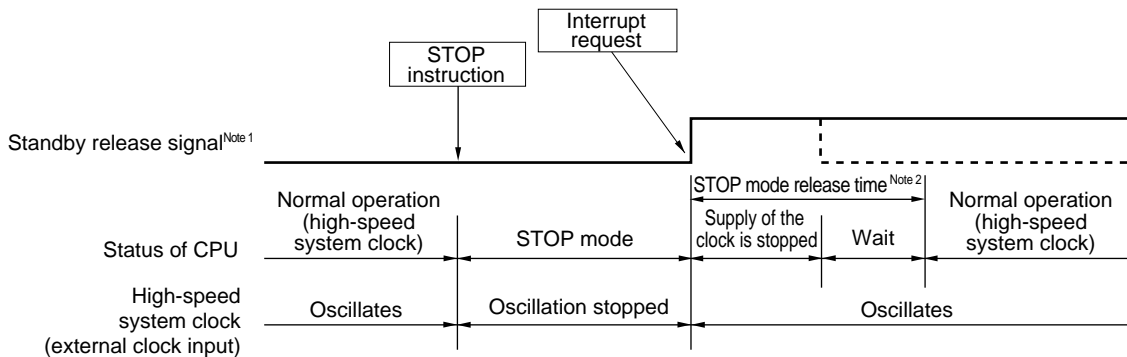 Interrupt
request
STOP
instruction
Standby release signal Note 1
STOP mode release time Note 2
Normal operation
(high-speed
system clock)
Supply of the
clock is stopped
Normal operation
(high-speed
system clock)
Status of CPU
STOP mode
Wait
High-speed
system clock
(external clock input)
Oscillates
Oscillation stopped
Oscillates